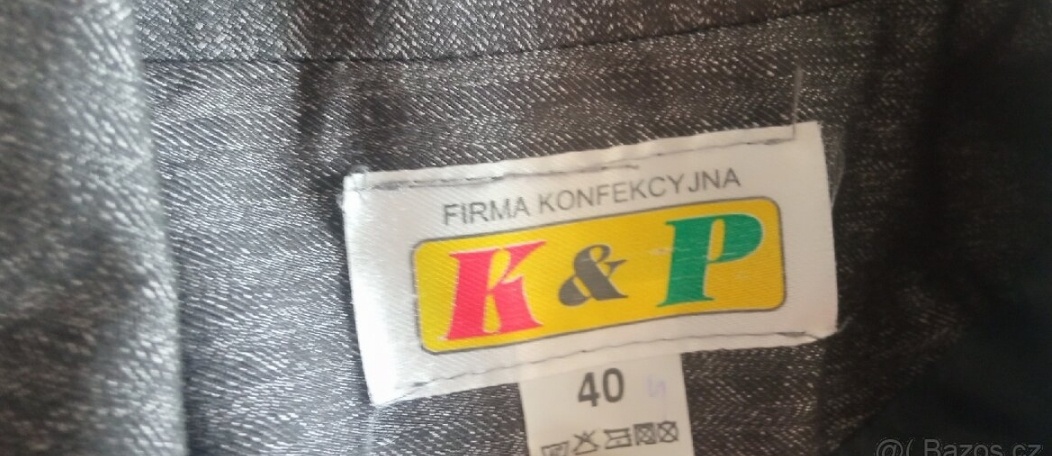 FIRMA KONFEKCYJNA
K & P
40
@( Bazos.cz